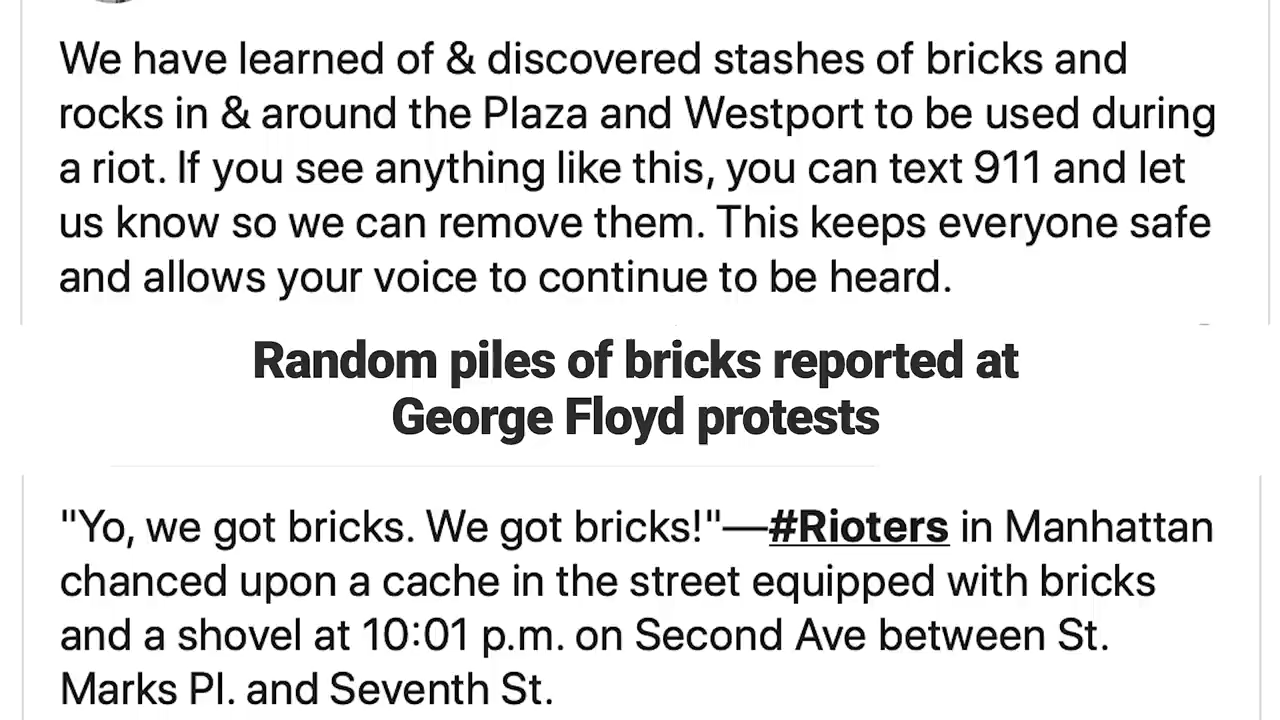 We have learned of & discovered stashes of bricks and
rocks in & around the Plaza and Westport to be used during
a riot. If you see anything like this, you can text 911 and let
us know so we can remove them. This keeps everyone safe
and allows your voice to continue to be heard.
Random piles of bricks reported at
George Floyd protests
"Yo, we got bricks. We got bricks!"—#Rioters in Manhattan
chanced upon a cache in the street equipped with bricks
and a shovel at 10:01 p.m. on Second Ave between St.
Marks Pl. and Seventh St.